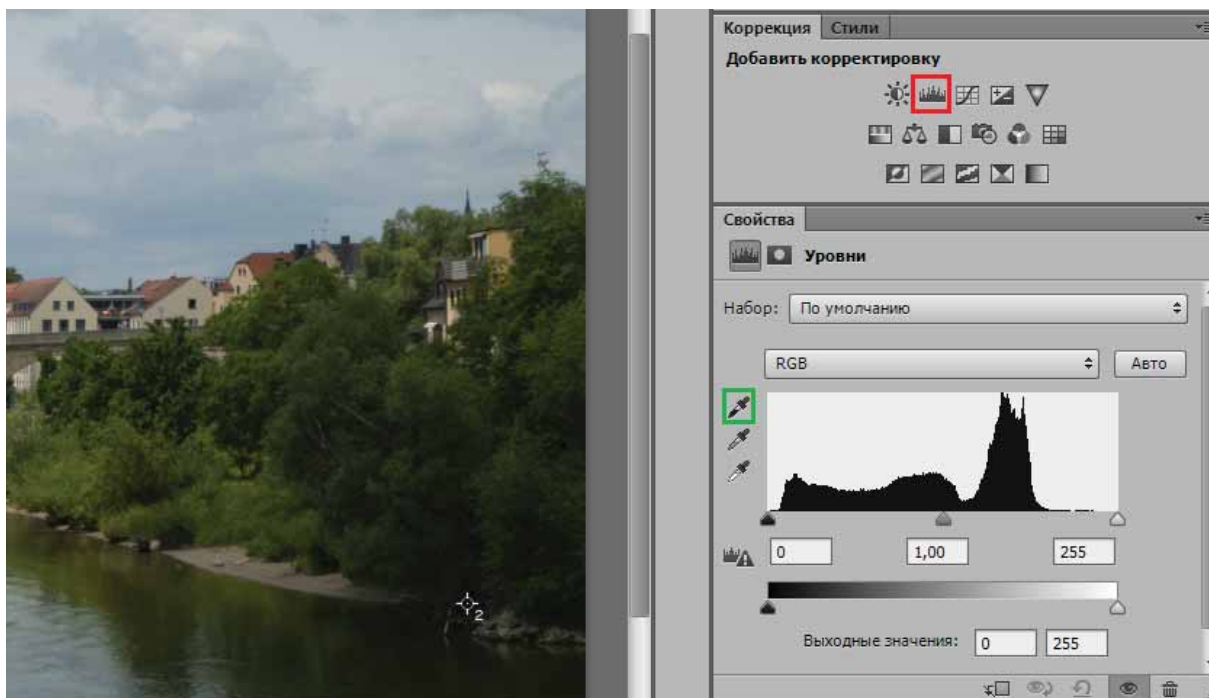 Коррекция Стили
Добавить корректировку
Свойства
Уровни
Набор: По умолчанию
RGB Авто
0 1,00 255
Выходные значения: 0 255
2